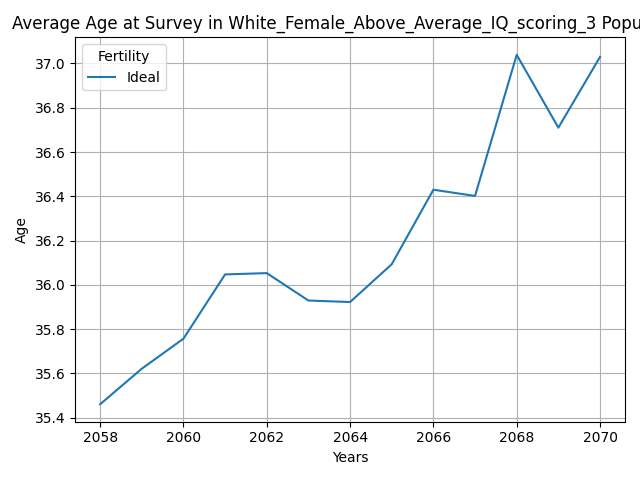 Average Age at Survey in White_Female_Above_Average_IQ_scoring_3 Popu
Fertility
Ideal
37.0
36.8
36.6
36.4
36.2
36.0
35.8
35.6
35.4
Age
2058 2060 2062 2064 2066 2068 2070
Years